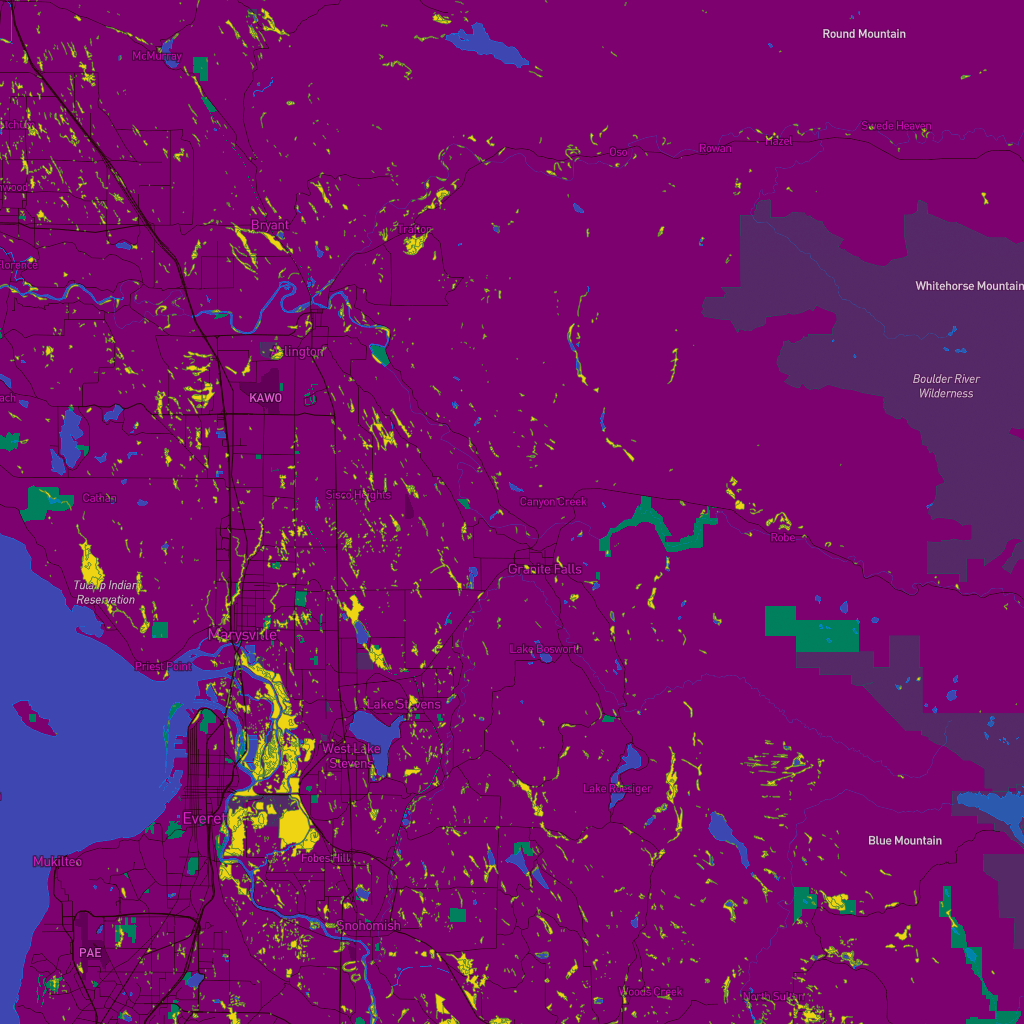 Round Mountain
McMurray
Swede Heaven
Hazel
Rowan
Oso
Bryant
Trafton
Whitehorse Mountain
Boulder River
Wilderness
KAWO
Sisco Heights
Cathan
Canyon Creek
Robe
Granite Falls
Tulalip Indian
Reservation
Marysville
Lake Bosworth
Priest Point
Lake Stevens
West Lake
Stevens
Lake Roesiger
Everett
Blue Mountain
Fobes Hill
Mukilteo
Snohomish
PAE
Woods Creek
North Sultan